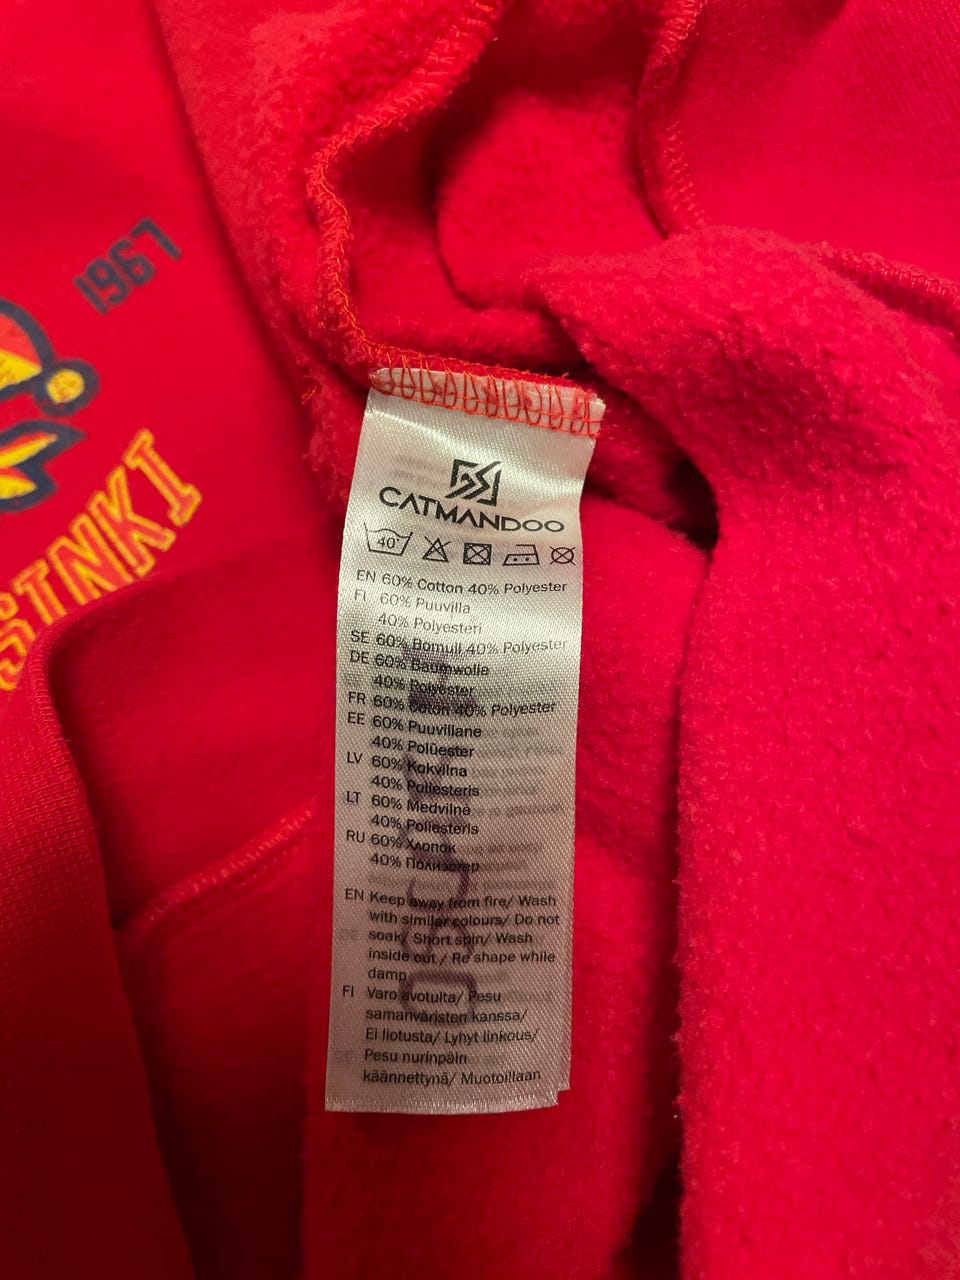 1967
SINKI
CATMANDOO
40°
EN 60% Cotton 40% Polyester
FI 60% Puuvilla
40% Polyesteri
SE 60% Bomull 40% Polyester
DE 60% Baumwolle
40% Polyester
FR 60% Coton 40% Polyester
EE 60% Puuvillane
40% Polüester
LV 60% Kokvilna
40% Poliesteris
LT 60% Medvilnė
40% Poliesteris
RU 60% Хлопок
40% Полиэстер
EN Keep away from fire/ Wash
with similar colours/ Do not
soak/ Short spin/ Wash
inside out / Re shape while
damp
FI Varo avotulta/ Pesu
samanväristen kanssa/
Ei liotusta/ Lyhyt linkous/
Pesu nurinpäin
käännettynä/ Muotoillaan